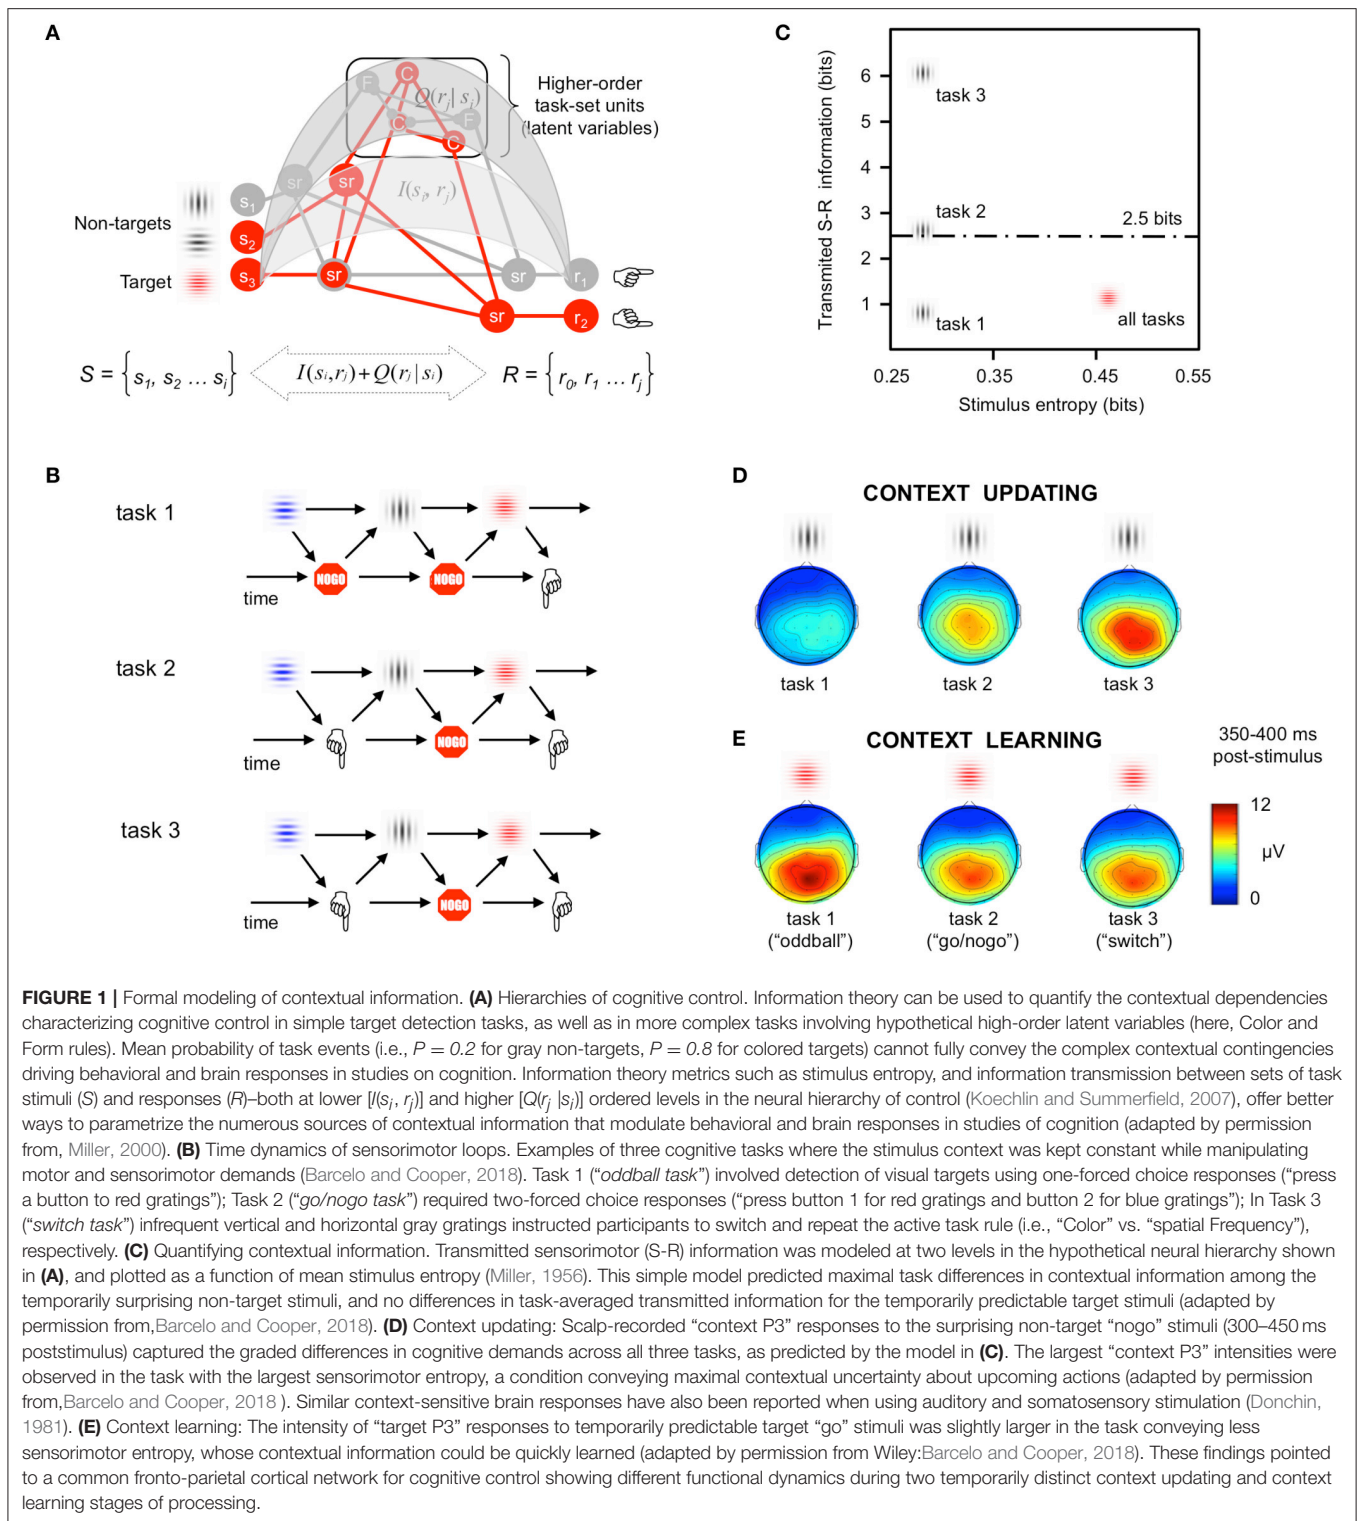 A
C
F
C
Q(rj | si)
C
F
C
Higher-order
task-set units
(latent variables)
sr
sr
I(si, rj)
Non-targets
Target
s1
s2
s3
sr
sr
r1
sr
r2
S = { s1, s2 ... si }
I(si,rj)+Q(rj | si)
R = { r0, r1 ... rj }
Transmited S-R information (bits)
6
5
4
3
2
1
task 3
task 2
2.5 bits
task 1
all tasks
0.25
0.35
0.45
0.55
Stimulus entropy (bits)
B
task 1
NOGO
NOGO
time
task 2
NOGO
time
task 3
NOGO
time
D
CONTEXT UPDATING
task 1
task 2
task 3
E
CONTEXT LEARNING
350-400 ms
post-stimulus
12
µV
0
task 1
("oddball")
task 2
("go/nogo")
task 3
("switch")
FIGURE 1 | Formal modeling of contextual information. (A) Hierarchies of cognitive control. Information theory can be used to quantify the contextual dependencies
characterizing cognitive control in simple target detection tasks, as well as in more complex tasks involving hypothetical high-order latent variables (here, Color and
Form rules). Mean probability of task events (i.e., P = 0.2 for gray non-targets, P = 0.8 for colored targets) cannot fully convey the complex contextual contingencies
driving behavioral and brain responses in studies on cognition. Information theory metrics such as stimulus entropy, and information transmission between sets of task
stimuli (S) and responses (R)–both at lower [I(si, rj)] and higher [Q(rj |si)] ordered levels in the neural hierarchy of control (Koechlin and Summerfield, 2007), offer better
ways to parametrize the numerous sources of contextual information that modulate behavioral and brain responses in studies of cognition (adapted by permission
from, Miller, 2000). (B) Time dynamics of sensorimotor loops. Examples of three cognitive tasks where the stimulus context was kept constant while manipulating
motor and sensorimotor demands (Barcelo and Cooper, 2018). Task 1 ("oddball task") involved detection of visual targets using one-forced choice responses ("press
a button to red gratings"); Task 2 ("go/nogo task") required two-forced choice responses ("press button 1 for red gratings and button 2 for blue gratings"); In Task 3
("switch task") infrequent vertical and horizontal gray gratings instructed participants to switch and repeat the active task rule (i.e., "Color" vs. "spatial Frequency"),
respectively. (C) Quantifying contextual information. Transmitted sensorimotor (S-R) information was modeled at two levels in the hypothetical neural hierarchy shown
in (A), and plotted as a function of mean stimulus entropy (Miller, 1956). This simple model predicted maximal task differences in contextual information among the
temporarily surprising non-target stimuli, and no differences in task-averaged transmitted information for the temporarily predictable target stimuli (adapted by
permission from,Barcelo and Cooper, 2018). (D) Context updating: Scalp-recorded "context P3" responses to the surprising non-target "nogo" stimuli (300–450 ms
poststimulus) captured the graded differences in cognitive demands across all three tasks, as predicted by the model in (C). The largest "context P3" intensities were
observed in the task with the largest sensorimotor entropy, a condition conveying maximal contextual uncertainty about upcoming actions (adapted by permission
from,Barcelo and Cooper, 2018 ). Similar context-sensitive brain responses have also been reported when using auditory and somatosensory stimulation (Donchin,
1981). (E) Context learning: The intensity of "target P3" responses to temporarily predictable target "go" stimuli was slightly larger in the task conveying less
sensorimotor entropy, whose contextual information could be quickly learned (adapted by permission from Wiley:Barcelo and Cooper, 2018). These findings pointed
to a common fronto-parietal cortical network for cognitive control showing different functional dynamics during two temporarily distinct context updating and context
learning stages of processing.